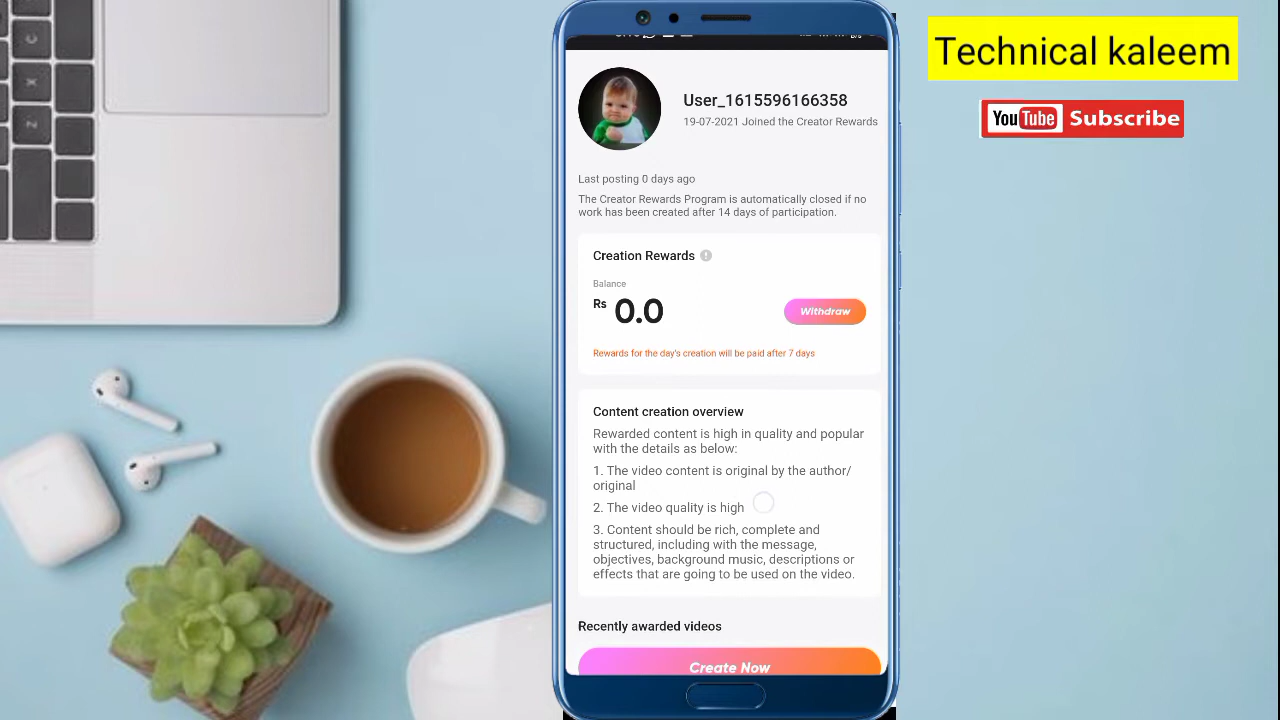 Technical kaleem
YouTube Subscribe
User_1615596166358
19-07-2021 Joined the Creator Rewards
Last posting 0 days ago
The Creator Rewards Program is automatically closed if no
work has been created after 14 days of participation.
Creation Rewards
Balance
Rs 0.0
Withdraw
Rewards for the day's creation will be paid after 7 days
Content creation overview
Rewarded content is high in quality and popular
with the details as below:
1. The video content is original by the author/
original
2. The video quality is high
3. Content should be rich, complete and
structured, including with the message,
objectives, background music, descriptions or
effects that are going to be used on the video.
Recently awarded videos
Create Now